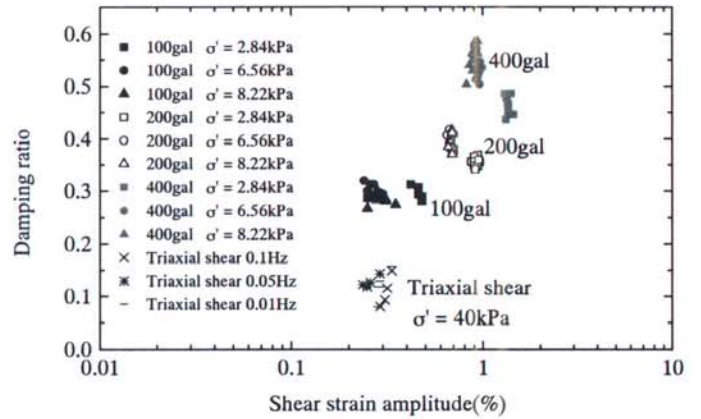 0.6
0.5
0.4
0.3
0.2
0.1
0.0
Damping ratio
100gal σ' = 2.84kPa
100gal σ' = 6.56kPa
100gal σ' = 8.22kPa
200gal σ' = 2.84kPa
200gal σ' = 6.56kPa
200gal σ' = 8.22kPa
400gal σ' = 2.84kPa
400gal σ' = 6.56kPa
400gal σ' = 8.22kPa
Triaxial shear 0.1Hz
Triaxial shear 0.05Hz
Triaxial shear 0.01Hz
400gal
200gal
100gal
Triaxial shear
σ' = 40kPa
0.01 0.1 1 10
Shear strain amplitude(%)